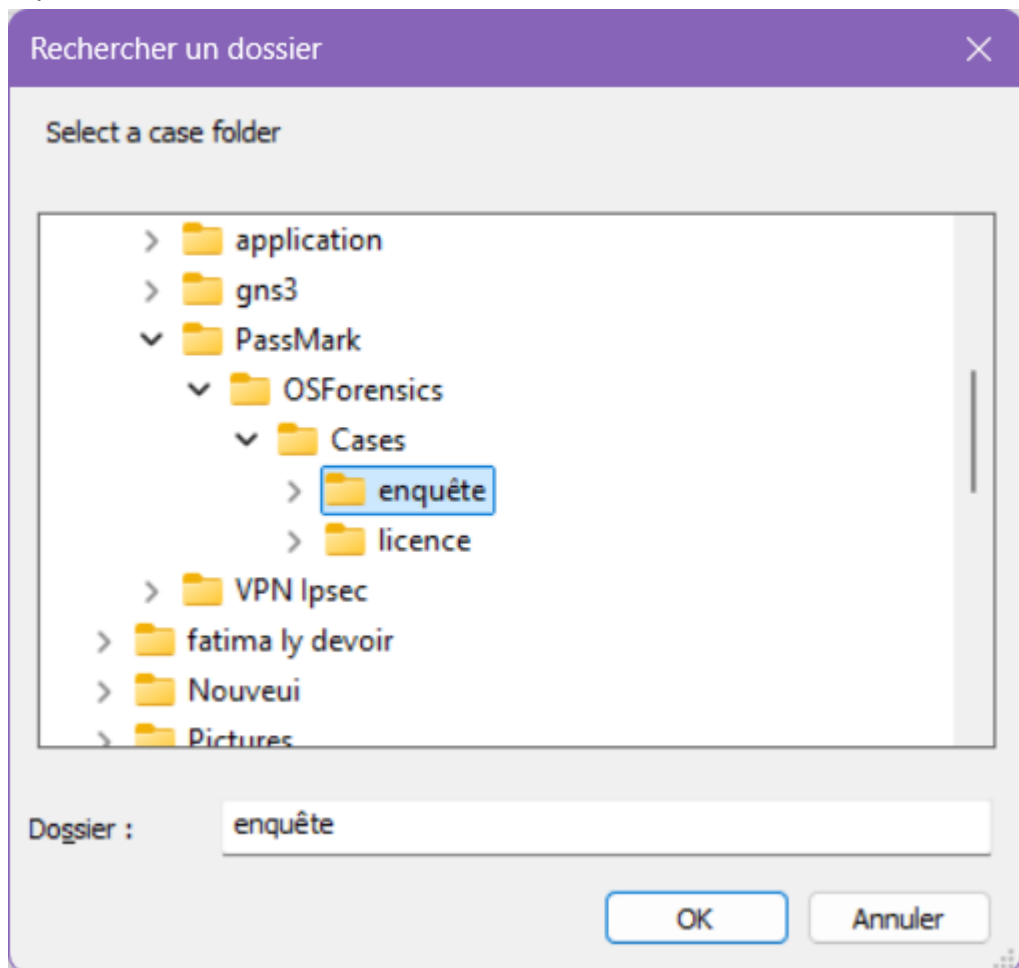 Rechercher un dossier
Select a case folder
application
gns3
PassMark
OSForensics
Cases
enquête
licence
VPN Ipsec
fatima ly devoir
Nouveui
Pictures
Dossier : enquête
OK Annuler